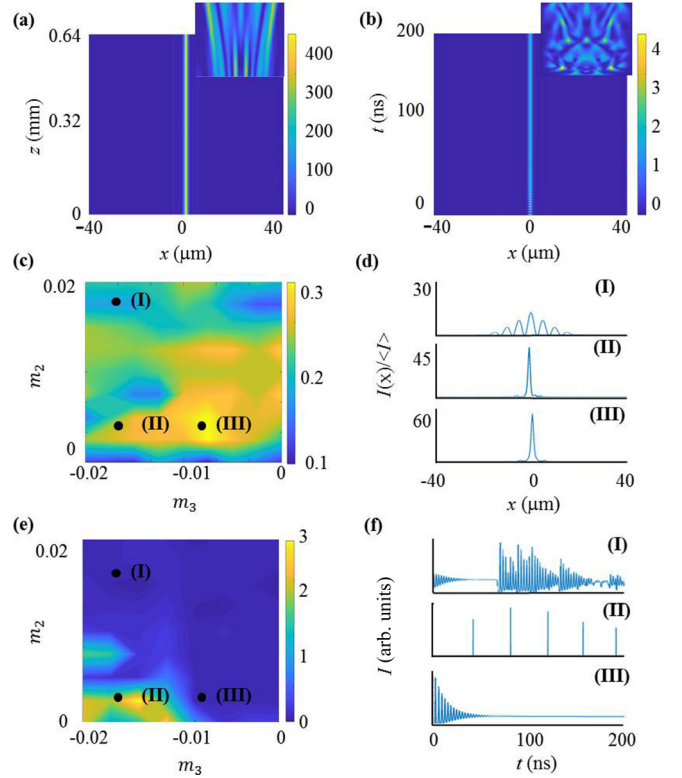 (a)
0.64
0.32
0
z (mm)
-40
0
40
x (μm)
400
300
200
100
0
(b)
200
100
0
t (ns)
-40
0
40
x (μm)
4
3
2
1
0
(c)
0.02
0
m2
(I)
(II)
(III)
-0.02
-0.01
0
m3
0.3
0.2
0.1
(d)
30
45
60
I(x)/<I>
(I)
(II)
(III)
-40
0
40
x (μm)
(e)
0.02
0
m2
(I)
(II)
(III)
-0.02
-0.01
0
m3
3
2
1
0
(f)
I (arb. units)
(I)
(II)
(III)
0
100
200
t (ns)